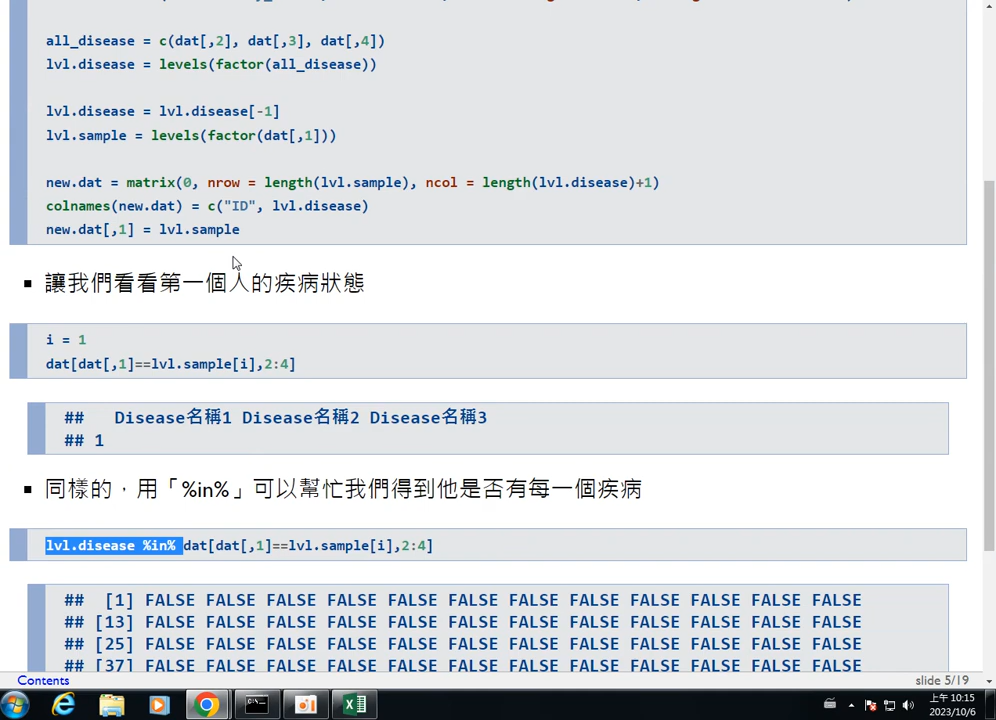 all_disease = c(dat[,2], dat[,3], dat[,4])
lvl.disease = levels(factor(all_disease))
lvl.disease = lvl.disease[-1]
lvl.sample = levels(factor(dat[,1]))
new.dat = matrix(0, nrow = length(lvl.sample), ncol = length(lvl.disease)+1)
colnames(new.dat) = c("ID", lvl.disease)
new.dat[,1] = lvl.sample
▪ 讓我們看看第一個人的疾病狀態
i = 1
dat[dat[,1]==lvl.sample[i],2:4]
## Disease名稱1 Disease名稱2 Disease名稱3
## 1
▪ 同樣的，用「%in%」可以幫忙我們得到他是否有每一個疾病
lvl.disease %in% dat[dat[,1]==lvl.sample[i],2:4]
## [1] FALSE FALSE FALSE FALSE FALSE FALSE FALSE FALSE FALSE FALSE FALSE FALSE
## [13] FALSE FALSE FALSE FALSE FALSE FALSE FALSE FALSE FALSE FALSE FALSE FALSE
## [25] FALSE FALSE FALSE FALSE FALSE FALSE FALSE FALSE FALSE FALSE FALSE FALSE
## [37] FALSE FALSE FALSE FALSE FALSE FALSE FALSE FALSE FALSE FALSE FALSE FALSE
Contents
slide 5/19
上午 10:15
2023/10/6